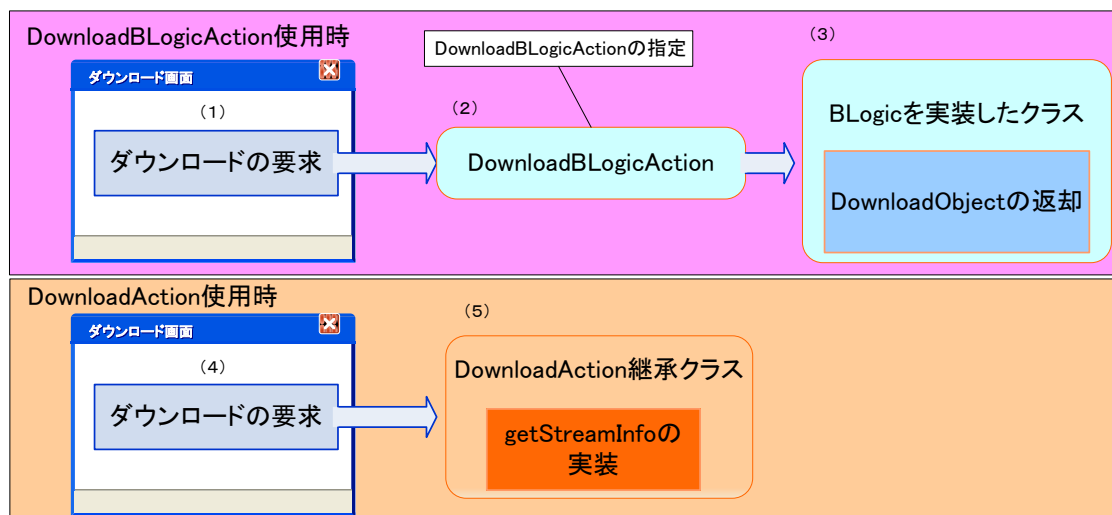 DownloadBLogicAction使用時
DownloadBLogicActionの指定
(3)
ダウンロード画面
(1)
ダウンロードの要求
(2)
DownloadBLogicAction
BLogicを実装したクラス
DownloadObjectの返却
DownloadAction使用時
ダウンロード画面
(4)
ダウンロードの要求
(5)
DownloadAction継承クラス
getStreamInfoの
実装